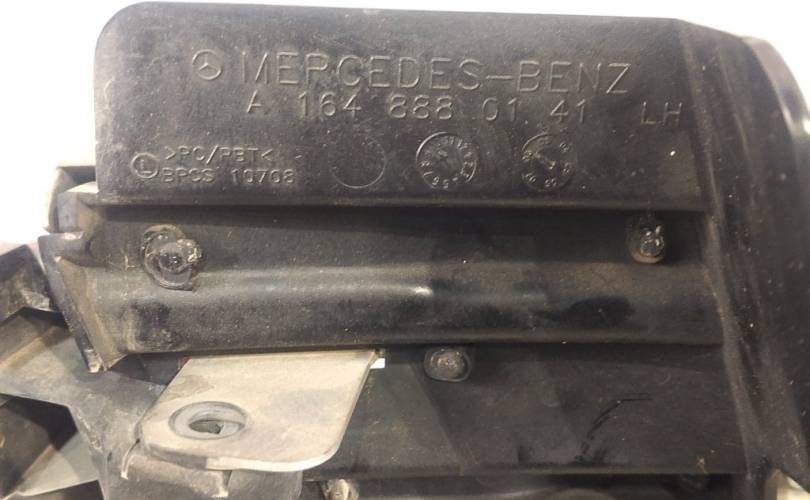 MERCEDES-BENZ
A 164 888 01 41 LH
>PC/PBT<
L BPCS 10708